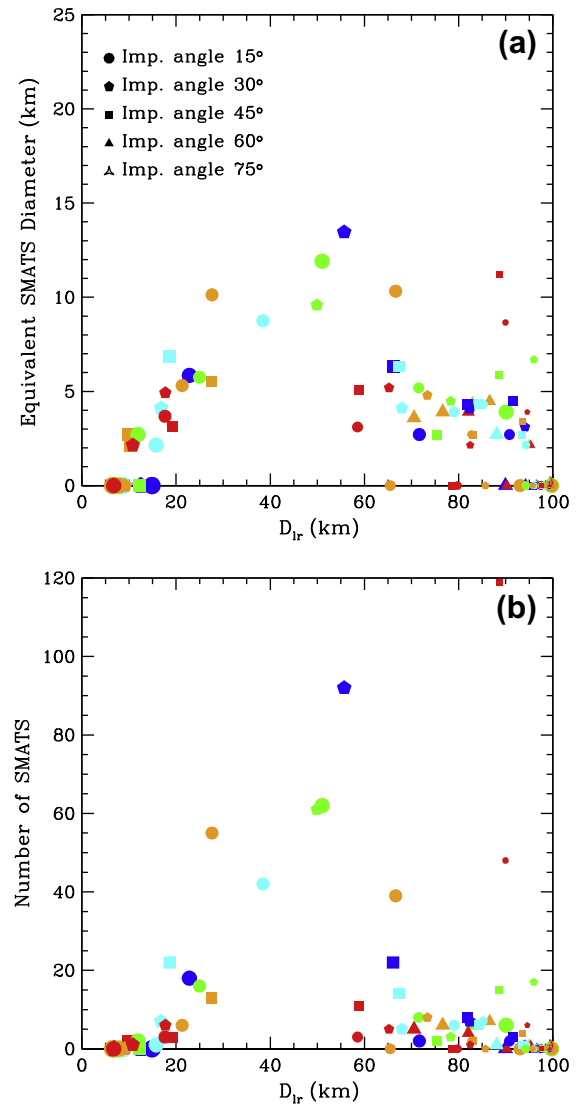 (a)
25
20
15
10
5
0
Equivalent SMATS Diameter (km)
Imp. angle 15°
Imp. angle 30°
Imp. angle 45°
Imp. angle 60°
Imp. angle 75°
0 20 40 60 80 100
D_lr (km)
(b)
120
100
80
60
40
20
0
Number of SMATS
0 20 40 60 80 100
D_lr (km)